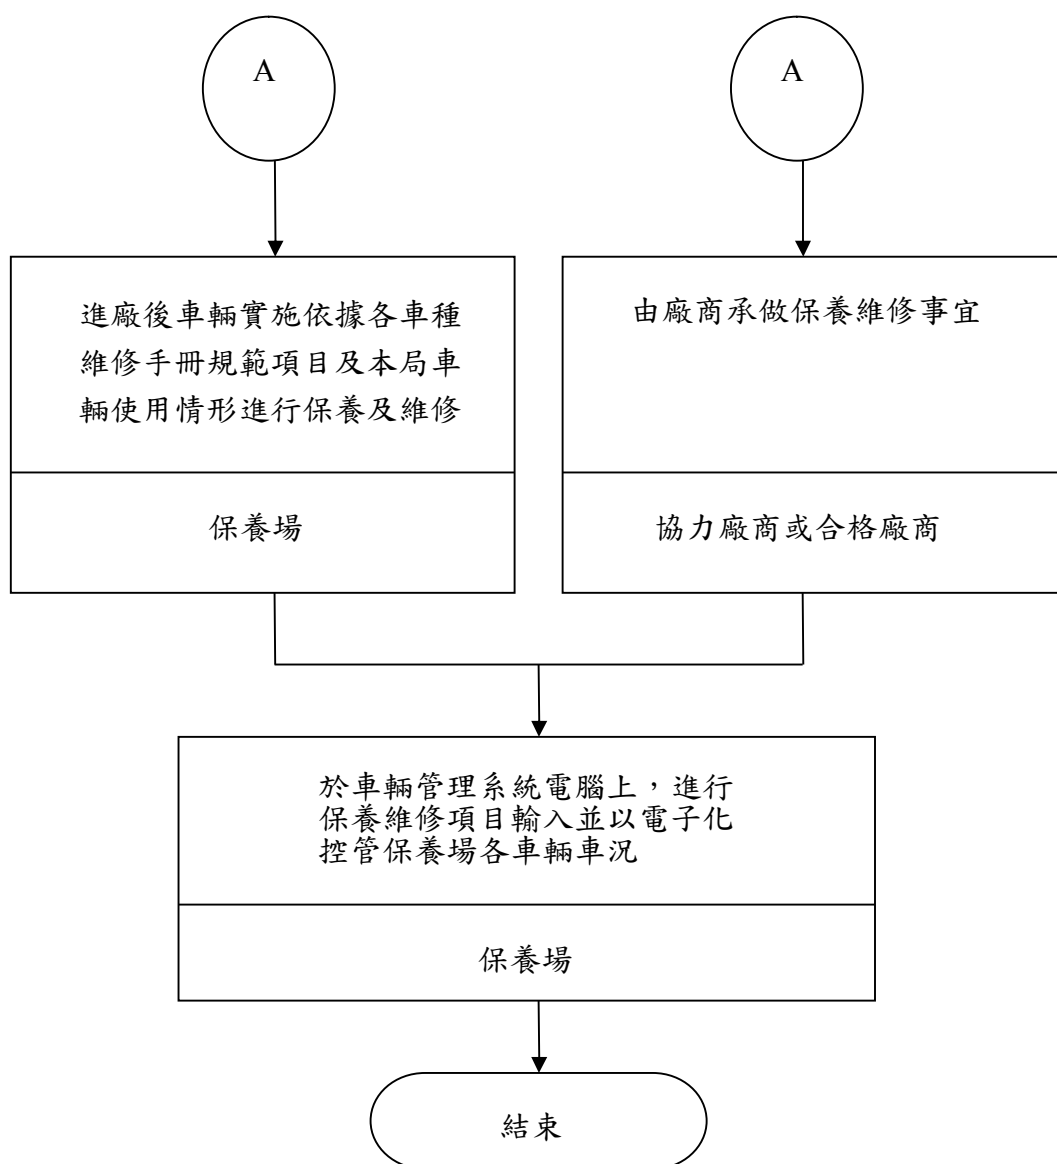 A
A
進廠後車輛實施依據各車種
維修手冊規範項目及本局車
輛使用情形進行保養及維修
保養場
由廠商承做保養維修事宜
協力廠商或合格廠商
於車輛管理系統電腦上，進行
保養維修項目輸入並以電子化
控管保養場各車輛車況
保養場
結束